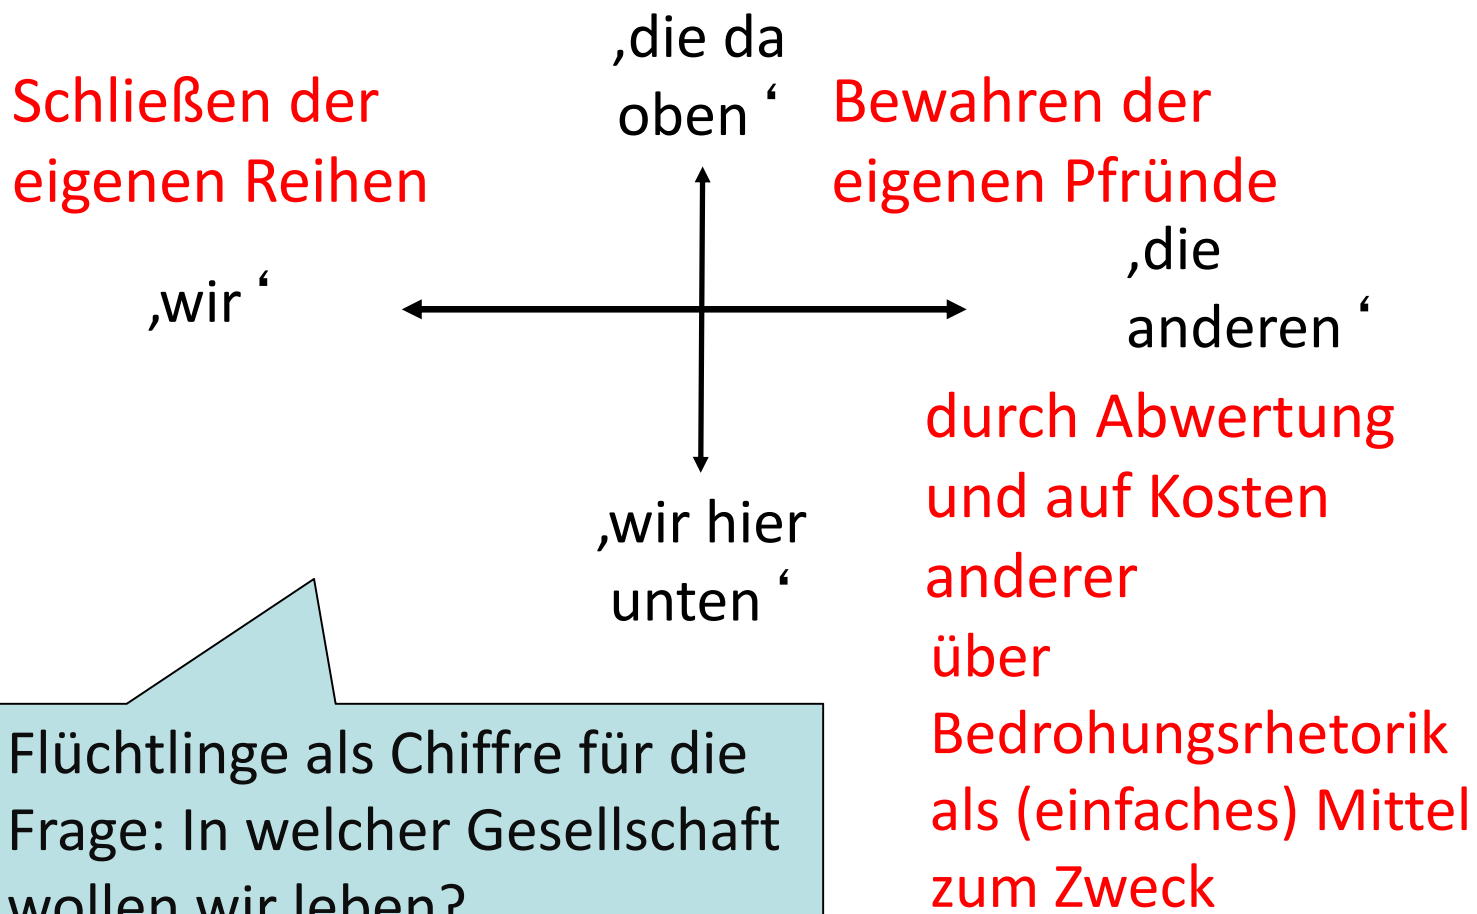 ‚die da
oben ‘
Schließen der
eigenen Reihen
Bewahren der
eigenen Pfründe
‚wir ‘
‚die
anderen ‘
durch Abwertung
und auf Kosten
anderer
‚wir hier
unten ‘
über
Bedrohungsrhetorik
als (einfaches) Mittel
zum Zweck
Flüchtlinge als Chiffre für die
Frage: In welcher Gesellschaft
wollen wir leben?